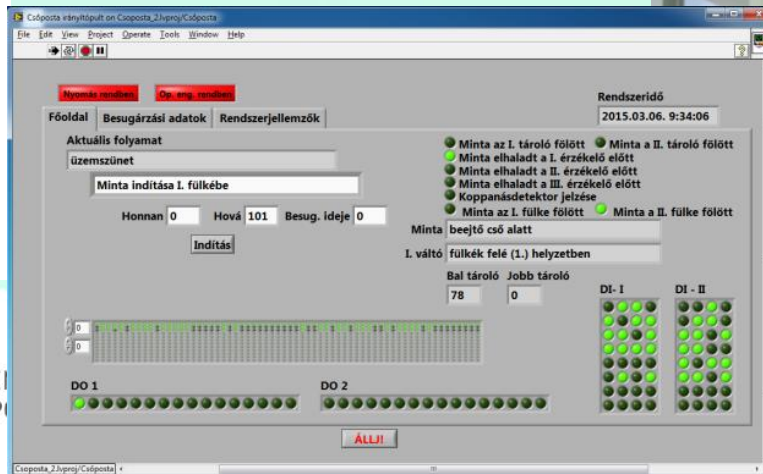 Csőposta irányítópult on Csoposta_2.lvproj/Csőposta
File Edit View Project Operate Tools Window Help
Nyomás rendben Op. eng. rendben
Rendszeridő
2015.03.06. 9:34:06
Főoldal Besugárzási adatok Rendszerjellemzők
Aktuális folyamat
üzemszünet
Minta indítása I. fülkébe
Honnan 0 Hová 101 Besug. ideje 0
Indítás
Minta az I. tároló fölött Minta a II. tároló fölött
Minta elhaladt a I. érzékelő előtt
Minta elhaladt a II. érzékelő előtt
Minta elhaladt a III. érzékelő előtt
Koppanásdetektor jelzése
Minta az I. fülke fölött Minta a II. fülke fölött
Minta beejtő cső alatt
I. váltó fülkék felé (1.) helyzetben
Bal tároló Jobb tároló
78 0
DI- I DI - II
0
0
DO 1 DO 2
ÁLLJ!
Csoposta_2.lvproj/Csőposta